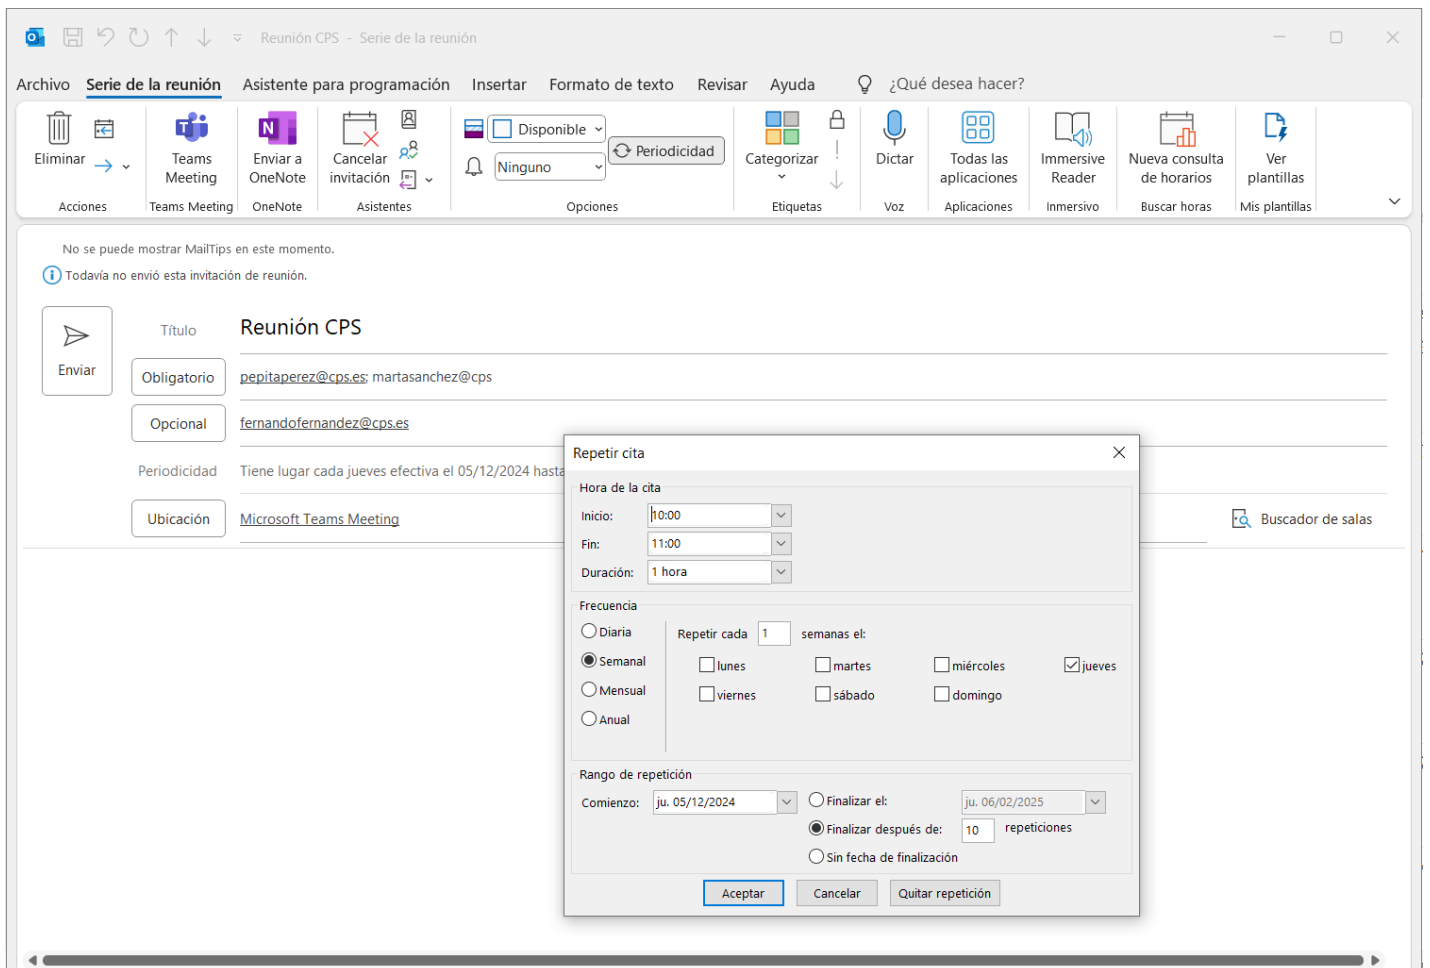 Reunión CPS - Serie de la reunión
Archivo Serie de la reunión Asistente para programación Insertar Formato de texto Revisar Ayuda ¿Qué desea hacer?
Eliminar
Acciones
Teams
Meeting
Teams Meeting
Enviar a
OneNote
OneNote
Cancelar
invitación
Asistentes
Disponible
Ninguno
Periodicidad
Opciones
Categorizar
Etiquetas
Dictar
Voz
Todas las
aplicaciones
Aplicaciones
Immersive
Reader
Inmersivo
Nueva consulta
de horarios
Buscar horas
Ver
plantillas
Mis plantillas
No se puede mostrar MailTips en este momento.
Todavía no envió esta invitación de reunión.
Enviar
Título Reunión CPS
Obligatorio pepitaperez@cps.es; martasanchez@cps
Opcional fernandofernandez@cps.es
Periodicidad Tiene lugar cada jueves efectiva el 05/12/2024 hasta
Ubicación Microsoft Teams Meeting
Buscador de salas
Repetir cita
Hora de la cita
Inicio: 10:00
Fin: 11:00
Duración: 1 hora
Frecuencia
Diaria
Semanal
Mensual
Anual
Repetir cada 1 semanas el:
lunes martes miércoles jueves
viernes sábado domingo
Rango de repetición
Comienzo: ju. 05/12/2024
Finalizar el: ju. 06/02/2025
Finalizar después de: 10 repeticiones
Sin fecha de finalización
Aceptar Cancelar Quitar repetición